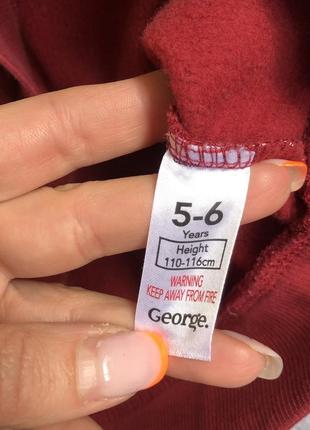 5-6
Years
Height
110-116cm
WARNING
KEEP AWAY FROM FIRE
George.